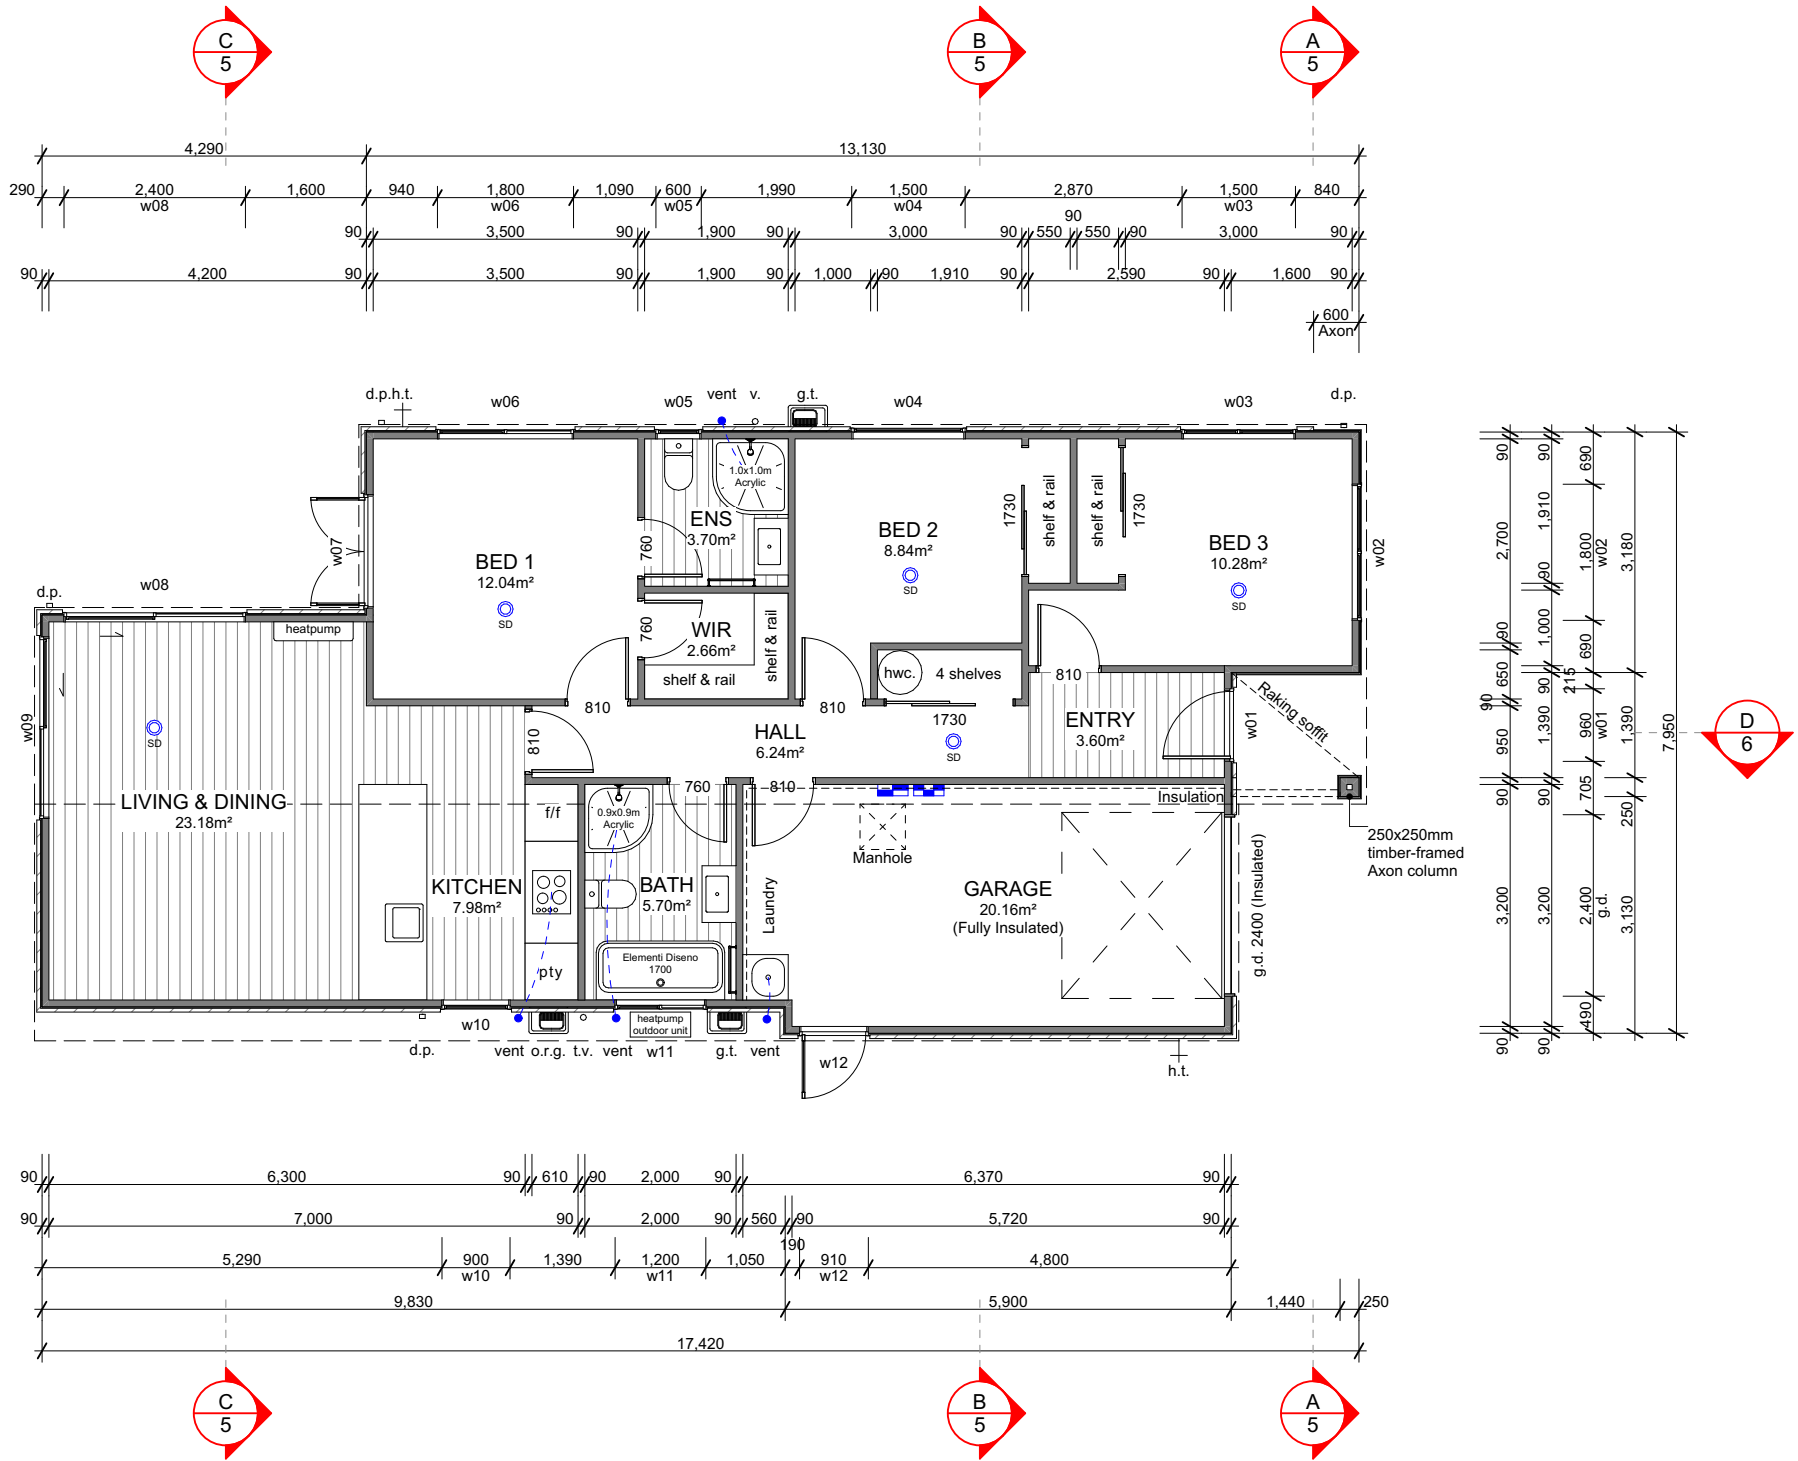 C
5
B
5
A
5
4,290 13,130
290 2,400 1,600 940 1,800 1,090 600 1,990 1,500 2,870 1,500 840
w08 w06 w05 w04 w03
90
90 3,500 90 1,900 90 3,000 90 550 550 90 3,000 90
90 4,200 90 3,500 90 1,900 90 1,000 90 1,910 90 2,590 90 1,600 90
600
Axon
d.p. h.t. w06 w05 vent v. g.t. w04 w03 d.p.
1.0x1.0m
Acrylic
ENS
3.70m²
BED 1
12.04m²
SD
760
760
WIR
2.66m²
shelf & rail
shelf & rail
BED 2
8.84m²
SD
1730
shelf & rail
shelf & rail
1730
BED 3
10.28m²
SD
w02
w07
w08
d.p.
heatpump
w09
SD
LIVING & DINING
23.18m²
810
810
810
hwc.
4 shelves
1730
810
HALL
6.24m²
SD
ENTRY
3.60m²
w01
Raking soffit
760
810
Insulation
f/f
0.9x0.9m
Acrylic
KITCHEN
7.98m²
BATH
5.70m²
pty
Elementi Diseno
1700
Laundry
Manhole
GARAGE
20.16m²
(Fully Insulated)
g.d. 2400 (Insulated)
250x250mm
timber-framed
Axon column
w10
heatpump
outdoor unit
d.p. vent o.r.g. t.v. vent w11 g.t. vent
w12
h.t.
90 2,700 90 650 90 950 90 3,200 90
90 1,910 90 1,000 90 1,390 90 3,200 90
690 1,800 w02 690 215 960 w01 705 2,400 g.d. 490
3,180 1,390 250 3,130
7,950
D
6
90 6,300 90 610 90 2,000 90 6,370 90
90 7,000 90 2,000 90 560 90 5,720 90
190
5,290 900 1,390 1,200 1,050 910 4,800
w10 w11 w12
9,830 5,900 1,440 250
17,420
C
5
B
5
A
5